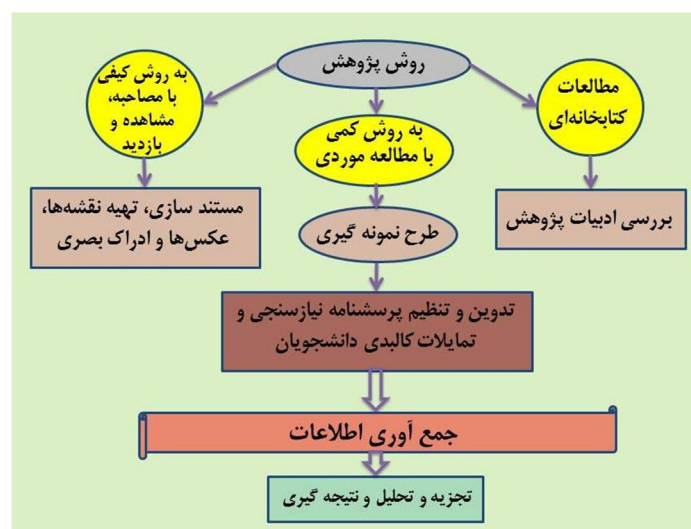 روش پژوهش
مطالعات
کتابخانه‌ای
به روش کمی
با مطالعه موردی
به روش کیفی
با مصاحبه،
مشاهده و
بازدید
بررسی ادبیات پژوهش
طرح نمونه گیری
مستند سازی، تهیه نقشه‌ها،
عکس‌ها و ادراک بصری
تدوین و تنظیم پرسشنامه نیازسنجی و
تمایلات کالبدی دانشجویان
جمع آوری اطلاعات
تجزیه و تحلیل و نتیجه گیری